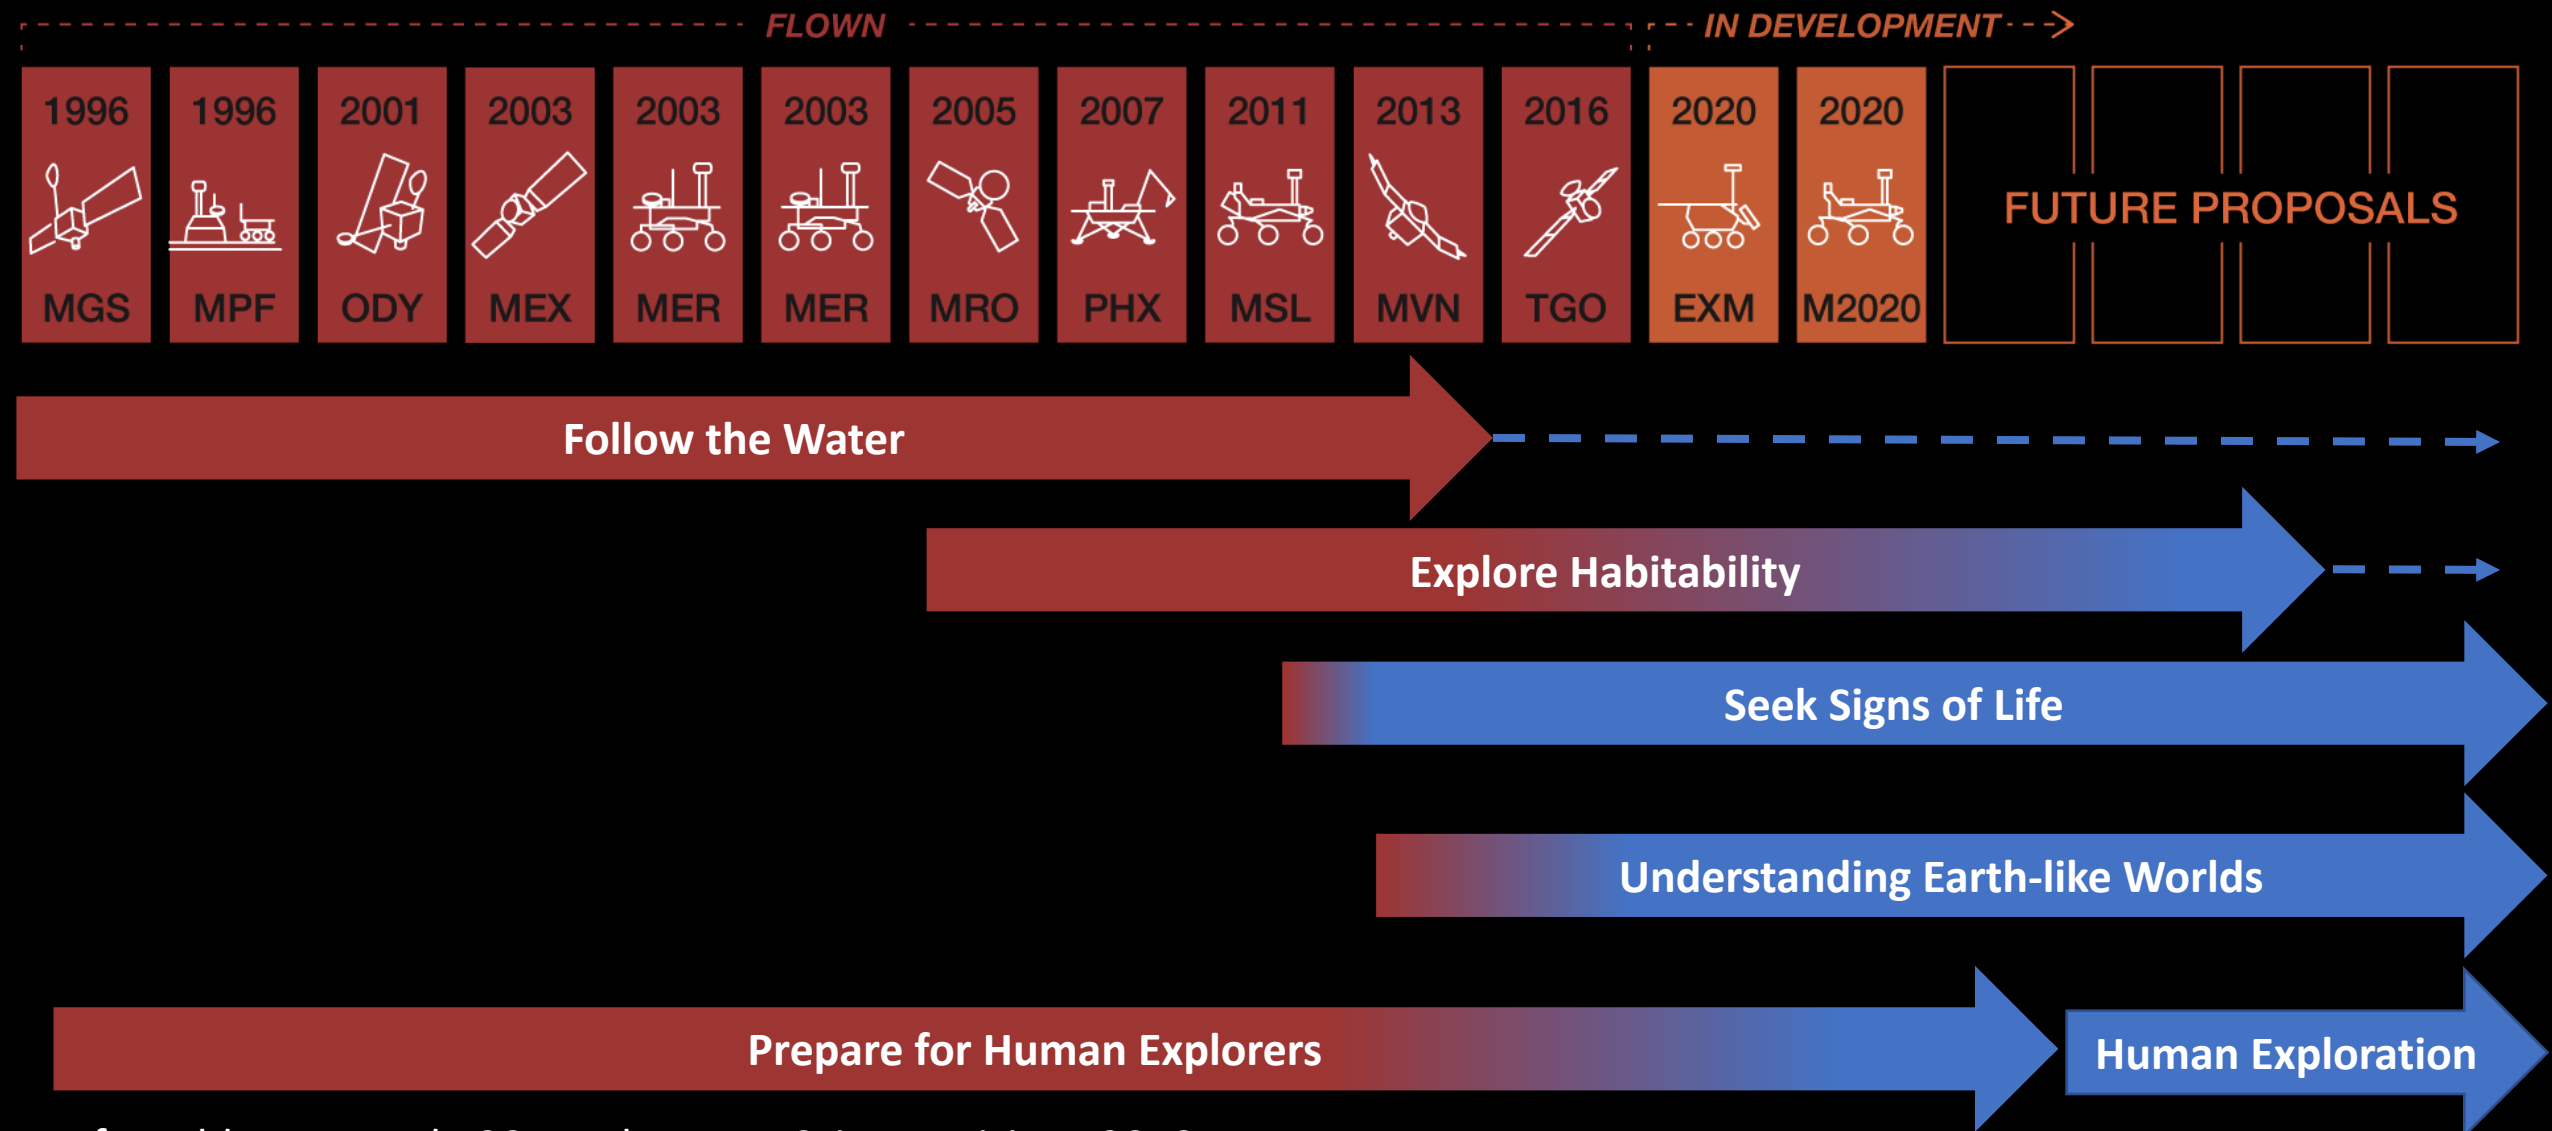 FLOWN
IN DEVELOPMENT
1996 1996 2001 2003 2003 2003 2005 2007 2011 2013 2016 2020 2020
FUTURE PROPOSALS
MGS MPF ODY MEX MER MER MRO PHX MSL MVN TGO EXM M2020
Follow the Water
Explore Habitability
Seek Signs of Life
Understanding Earth-like Worlds
Prepare for Human Explorers
Human Exploration